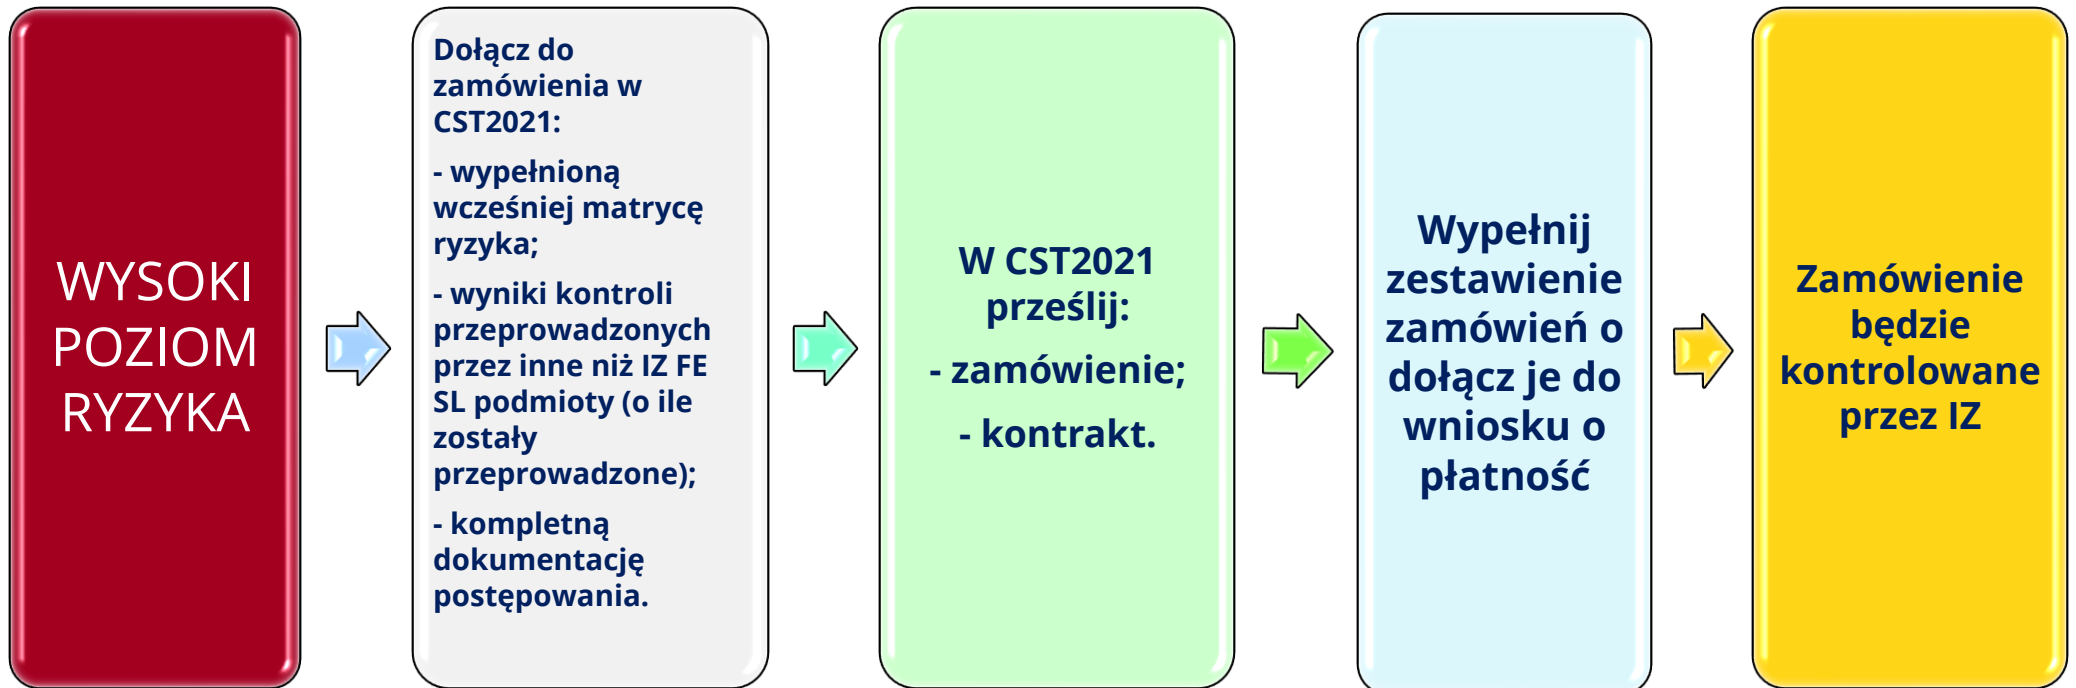 WYSOKI
POZIOM
RYZYKA
Dołącz do
zamówienia w
CST2021:
- wypełnioną
wcześniej matrycę
ryzyka;
- wyniki kontroli
przeprowadzonych
przez inne niż IZ FE
SL podmioty (o ile
zostały
przeprowadzone);
- kompletną
dokumentację
postępowania.
W CST2021
prześlij:
- zamówienie;
- kontrakt.
Wypełnij
zestawienie
zamówień o
dołącz je do
wniosku o
płatność
Zamówienie
będzie
kontrolowane
przez IZ